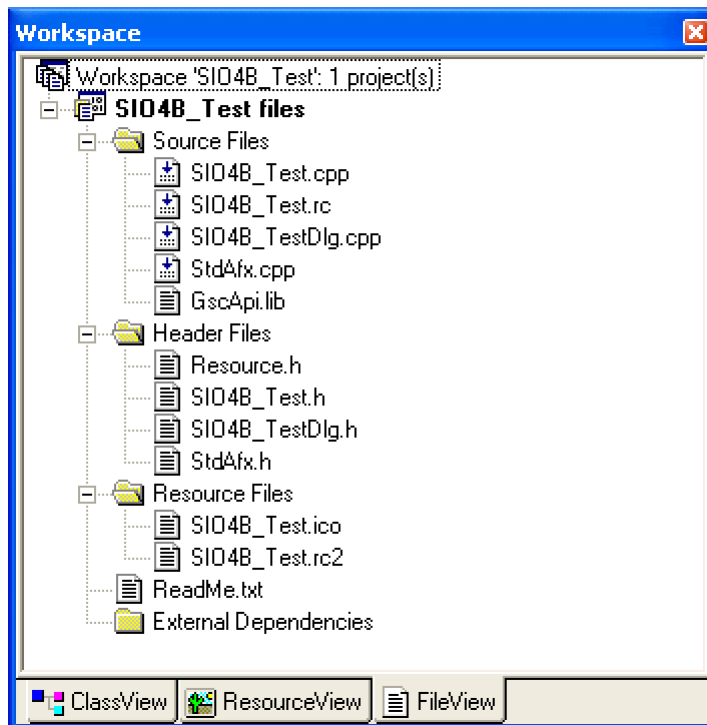 Workspace
Workspace 'SIO4B_Test': 1 project(s)
SIO4B_Test files
Source Files
SIO4B_Test.cpp
SIO4B_Test.rc
SIO4B_TestDlg.cpp
StdAfx.cpp
GscApi.lib
Header Files
Resource.h
SIO4B_Test.h
SIO4B_TestDlg.h
StdAfx.h
Resource Files
SIO4B_Test.ico
SIO4B_Test.rc2
ReadMe.txt
External Dependencies
ClassView ResourceView FileView